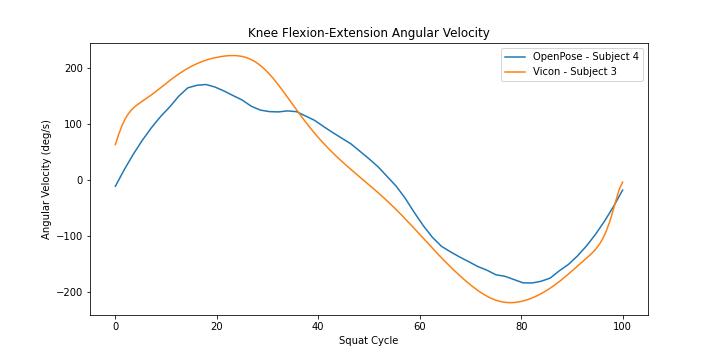 Knee Flexion-Extension Angular Velocity
OpenPose - Subject 4
Vicon - Subject 3
Angular Velocity (deg/s)
200
100
0
−100
−200
0 20 40 60 80 100
Squat Cycle